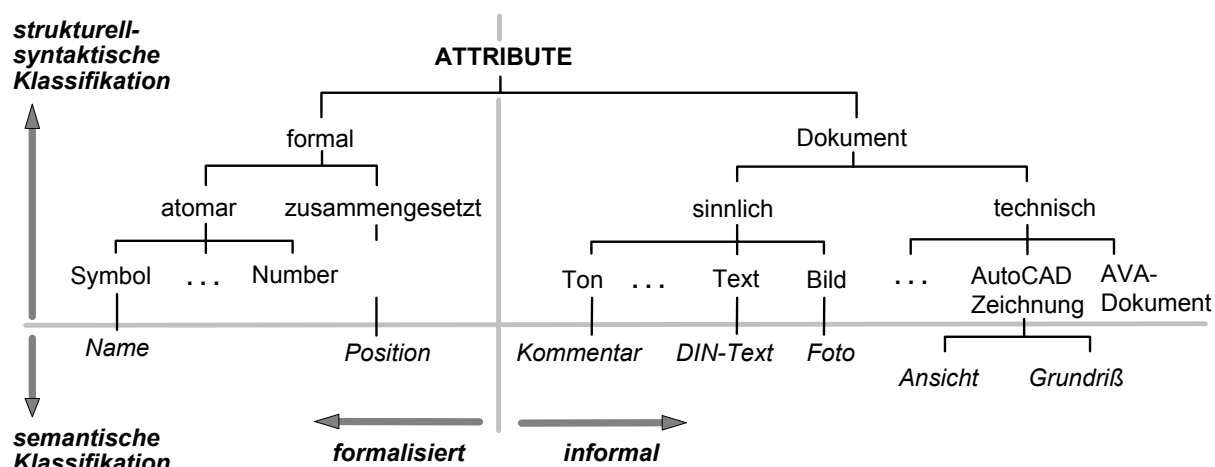 strukturell-
syntaktische
Klassifikation
ATTRIBUTE
formal
Dokument
atomar
zusammengesetzt
sinnlich
technisch
Symbol
...
Number
Ton
...
Text
Bild
...
AutoCAD
Zeichnung
AVA-
Dokument
Name
Position
Kommentar
DIN-Text
Foto
Ansicht
Grundriß
semantische
Klassifikation
formalisiert
informal